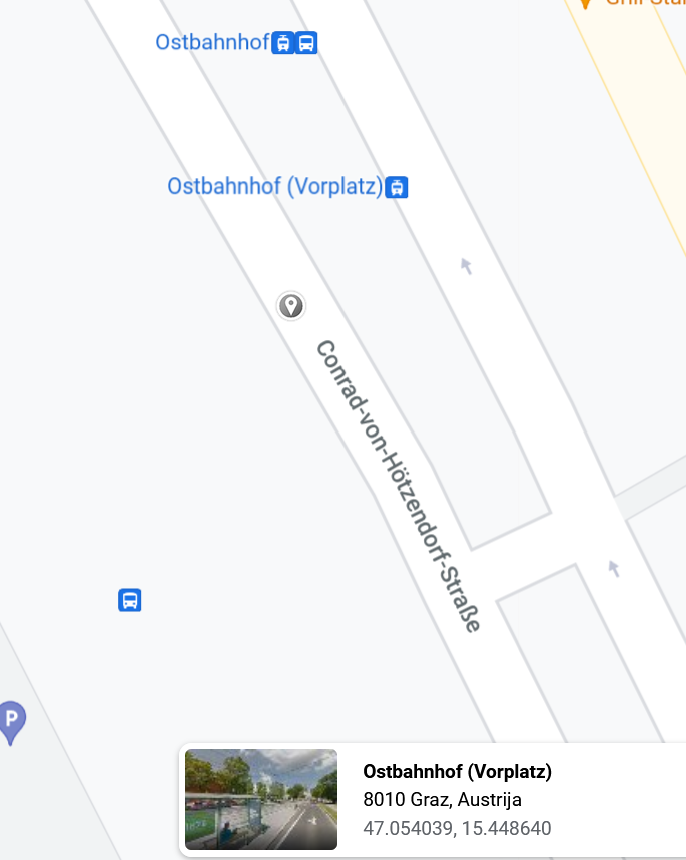 Ostbahnhof
Ostbahnhof (Vorplatz)
Conrad-von-Hötzendorf-Straße
P
Ostbahnhof (Vorplatz)
8010 Graz, Austrija
47.054039, 15.448640